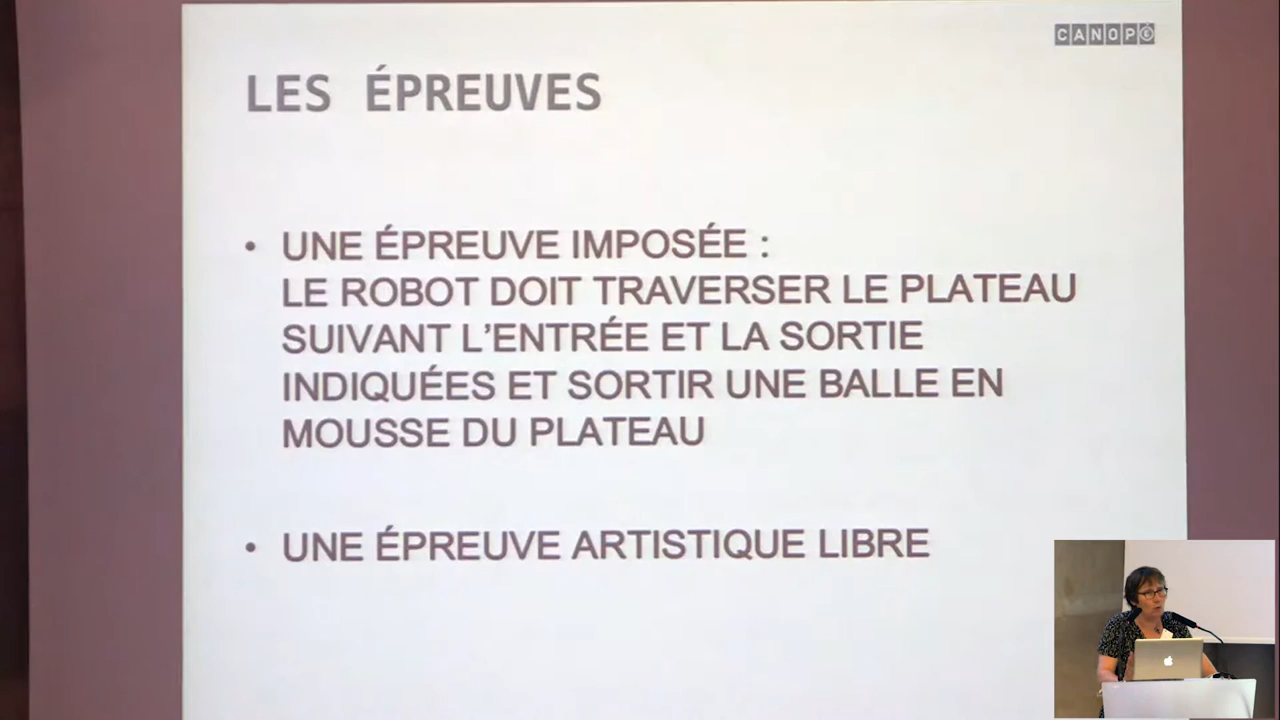 CANOPÉ
LES ÉPREUVES
• UNE ÉPREUVE IMPOSÉE :
LE ROBOT DOIT TRAVERSER LE PLATEAU
SUIVANT L’ENTRÉE ET LA SORTIE
INDIQUÉES ET SORTIR UNE BALLE EN
MOUSSE DU PLATEAU
• UNE ÉPREUVE ARTISTIQUE LIBRE